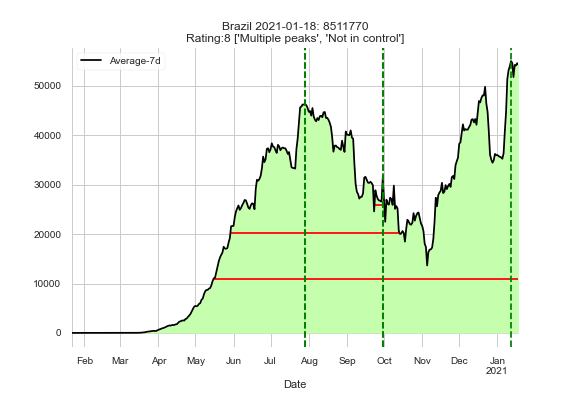 Brazil 2021-01-18: 8511770
Rating:8 ['Multiple peaks', 'Not in control']
Average-7d
50000
40000
30000
20000
10000
0
Feb Mar Apr May Jun Jul Aug Sep Oct Nov Dec Jan
2021
Date